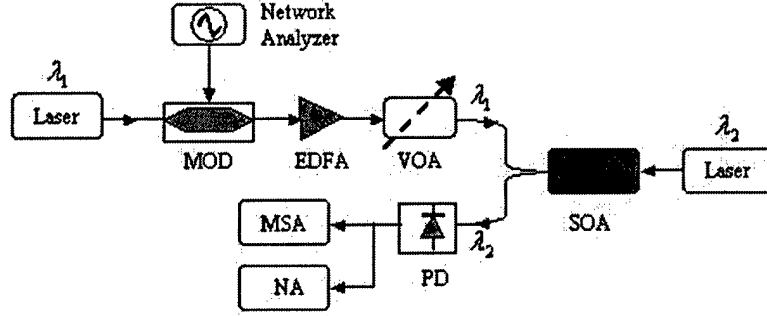 Network
Analyzer
λ₁
Laser
MOD
EDFA
VOA
λ₁
λ₂
Laser
SOA
MSA
NA
PD
λ₂